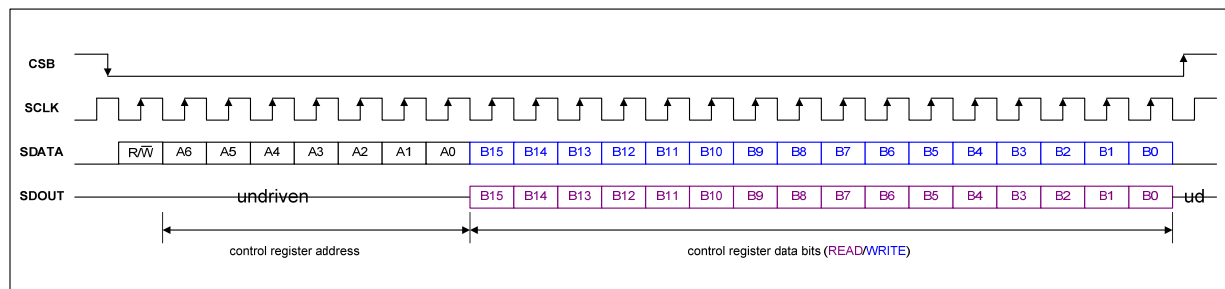 CSB
SCLK
SDATA R/W̅ A6 A5 A4 A3 A2 A1 A0 B15 B14 B13 B12 B11 B10 B9 B8 B7 B6 B5 B4 B3 B2 B1 B0
SDOUT undriven B15 B14 B13 B12 B11 B10 B9 B8 B7 B6 B5 B4 B3 B2 B1 B0 ud
control register address control register data bits (READ/WRITE)